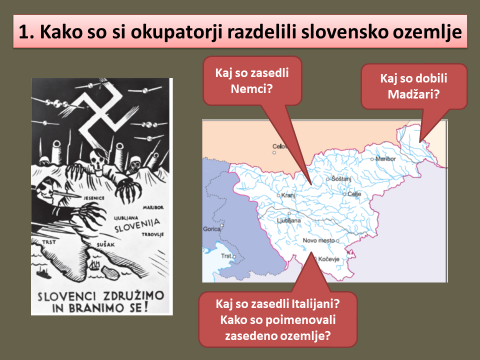 1. Kako so si okupatorji razdelili slovensko ozemlje
Kaj so zasedli
Nemci?
Kaj so dobili
Madžari?
JESENICE
MARIBOR
LJUBLJANA
SLOVENIJA
TRBOVLJE
TRST
SUŠAK
SLOVENCI ZDRUŽIMO
IN BRANIMO SE!
Celovec
Maribor
Šoštanj
Kranj
Celje
Ljubljana
Gorica
Novo mesto
Trst
Kočevje
Kaj so zasedli Italijani?
Kako so poimenovali
zasedeno ozemlje?